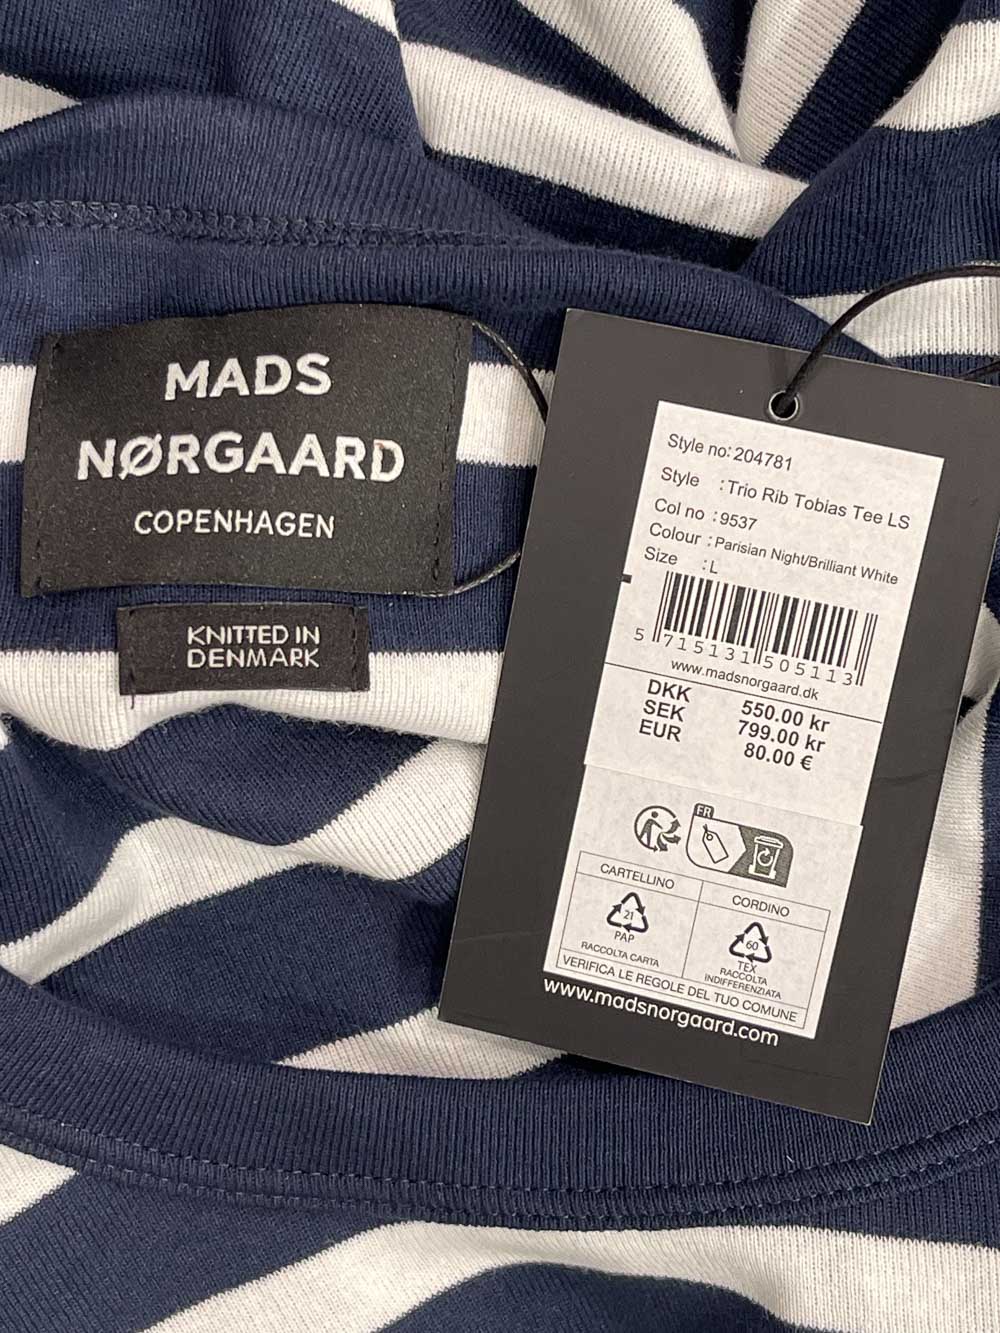 MADS
NØRGAARD
COPENHAGEN
KNITTED IN
DENMARK
Style no: 204781
Style : Trio Rib Tobias Tee LS
Col no : 9537
Colour : Parisian Night/Brilliant White
Size : L
5 715131 505113
www.madsnorgaard.dk
DKK 550.00 kr
SEK 799.00 kr
EUR 80.00 €
FR
CARTELLINO
21
PAP
RACCOLTA CARTA
CORDINO
60
TEX
RACCOLTA
INDIFFERENZIATA
VERIFICA LE REGOLE DEL TUO COMUNE
www.madsnorgaard.com